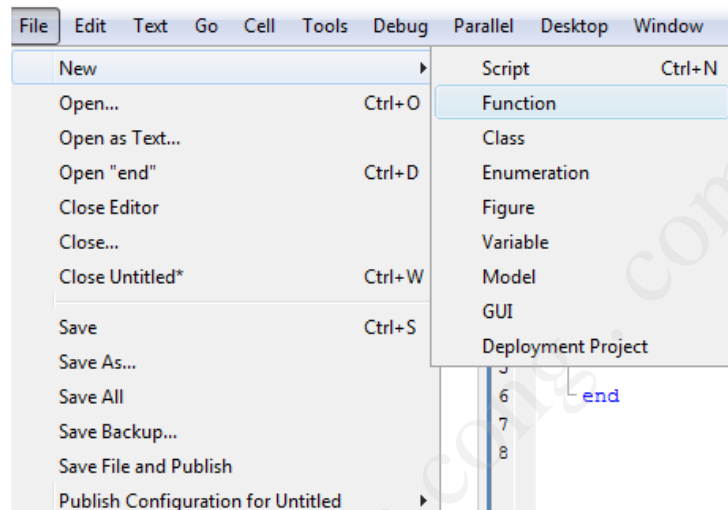 File Edit Text Go Cell Tools Debug Parallel Desktop Window
New
Open... Ctrl+O
Open as Text...
Open "end" Ctrl+D
Close Editor
Close...
Close Untitled* Ctrl+W
Save Ctrl+S
Save As...
Save All
Save Backup...
Save File and Publish
Publish Configuration for Untitled
Script Ctrl+N
Function
Class
Enumeration
Figure
Variable
Model
GUI
Deployment Project
5
6 end
7
8